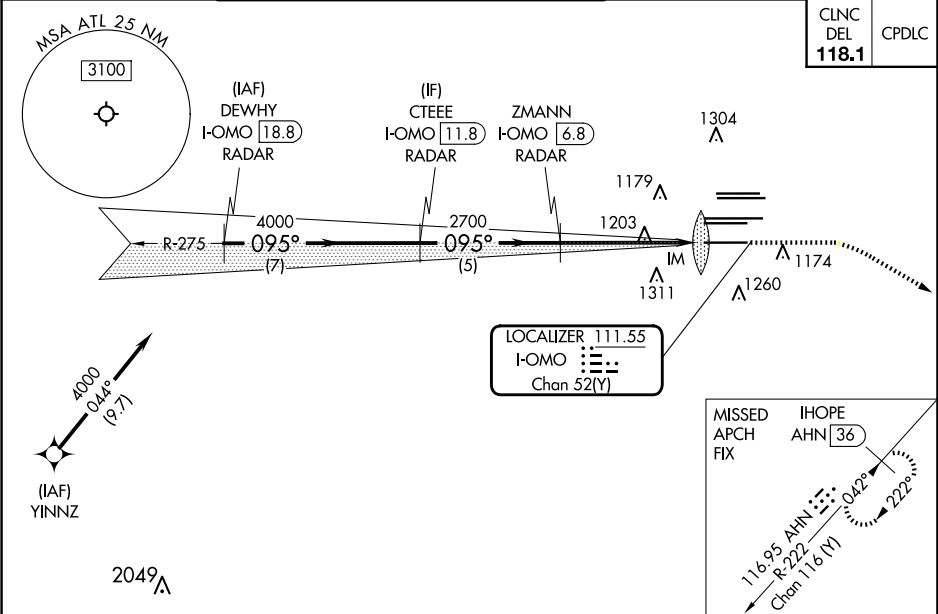 MSA ATL 25 NM
3100
CLNC
DEL
118.1
CPDLC
(IAF)
DEWHY
I-OMO 18.8
RADAR
(IF)
CTEEE
I-OMO 11.8
RADAR
ZMANN
I-OMO 6.8
RADAR
1304
1179
1203
4000
2700
R-275
095°
095°
(7)
(5)
IM
1174
1311
1260
LOCALIZER 111.55
I-OMO
Chan 52(Y)
4000
044°
(9.7)
(IAF)
YINNZ
2049
MISSED
APCH
FIX
IHOPE
AHN 36
042°
222°
116.95 AHN
R-222
Chan 116 (Y)